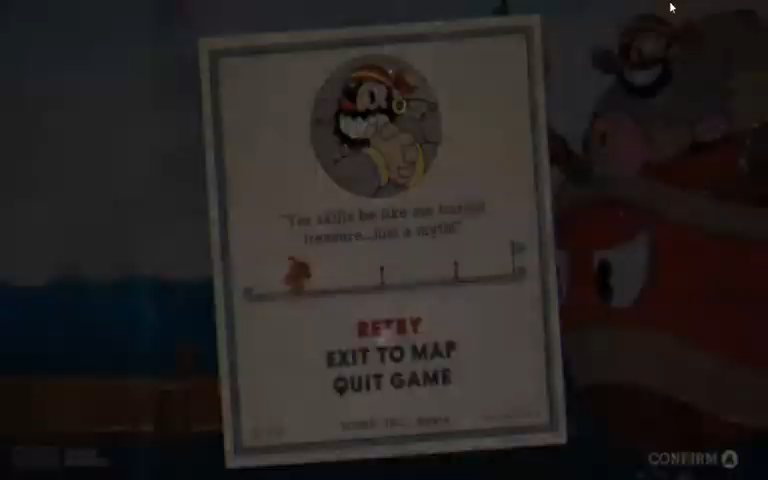 "Yer skills be like me buried
treasure...just a myth!"
RETRY
EXIT TO MAP
QUIT GAME
CONFIRM A